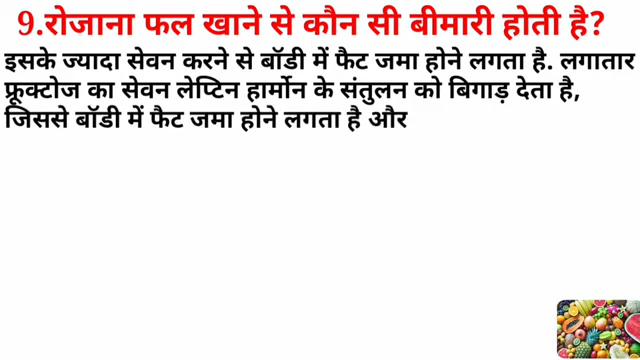 9.रोजाना फल खाने से कौन सी बीमारी होती है?
इसके ज्यादा सेवन करने से बॉडी में फैट जमा होने लगता है. लगातार
फ्रूक्टोज का सेवन लेप्टिन हार्मोन के संतुलन को बिगाड़ देता है,
जिससे बॉडी में फैट जमा होने लगता है और